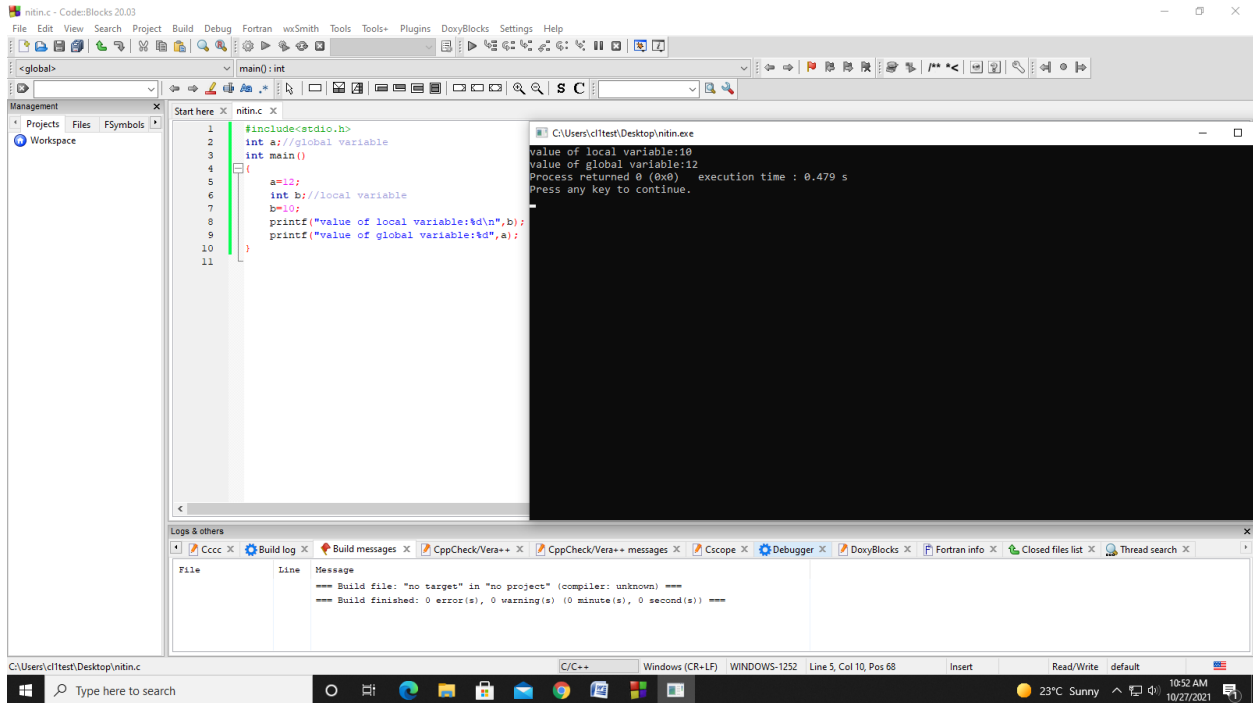 nitin.c - Code::Blocks 20.03
File Edit View Search Project Build Debug Fortran wxSmith Tools Tools+ Plugins DoxyBlocks Settings Help
<global> main() : int
/** *<
.* S C
Management
Projects Files FSymbols
Workspace
Start here X nitin.c X
1 #include<stdio.h>
2 int a;//global variable
3 int main()
4 {
5 a=12;
6 int b;//local variable
7 b=10;
8 printf("value of local variable:%d\n",b);
9 printf("value of global variable:%d",a);
10 }
11
C:\Users\cl1test\Desktop\nitin.exe
value of local variable:10
value of global variable:12
Process returned 0 (0x0) execution time : 0.479 s
Press any key to continue.
Logs & others
Cccc X Build log X Build messages X CppCheck/Vera++ X CppCheck/Vera++ messages X Cscope X Debugger X DoxyBlocks X Fortran info X Closed files list X Thread search X
File Line Message
=== Build file: "no target" in "no project" (compiler: unknown) ===
=== Build finished: 0 error(s), 0 warning(s) (0 minute(s), 0 second(s)) ===
C:\Users\cl1test\Desktop\nitin.c C/C++ Windows (CR+LF) WINDOWS-1252 Line 5, Col 10, Pos 68 Insert Read/Write default
Type here to search 23°C Sunny 10:52 AM
10/27/2021